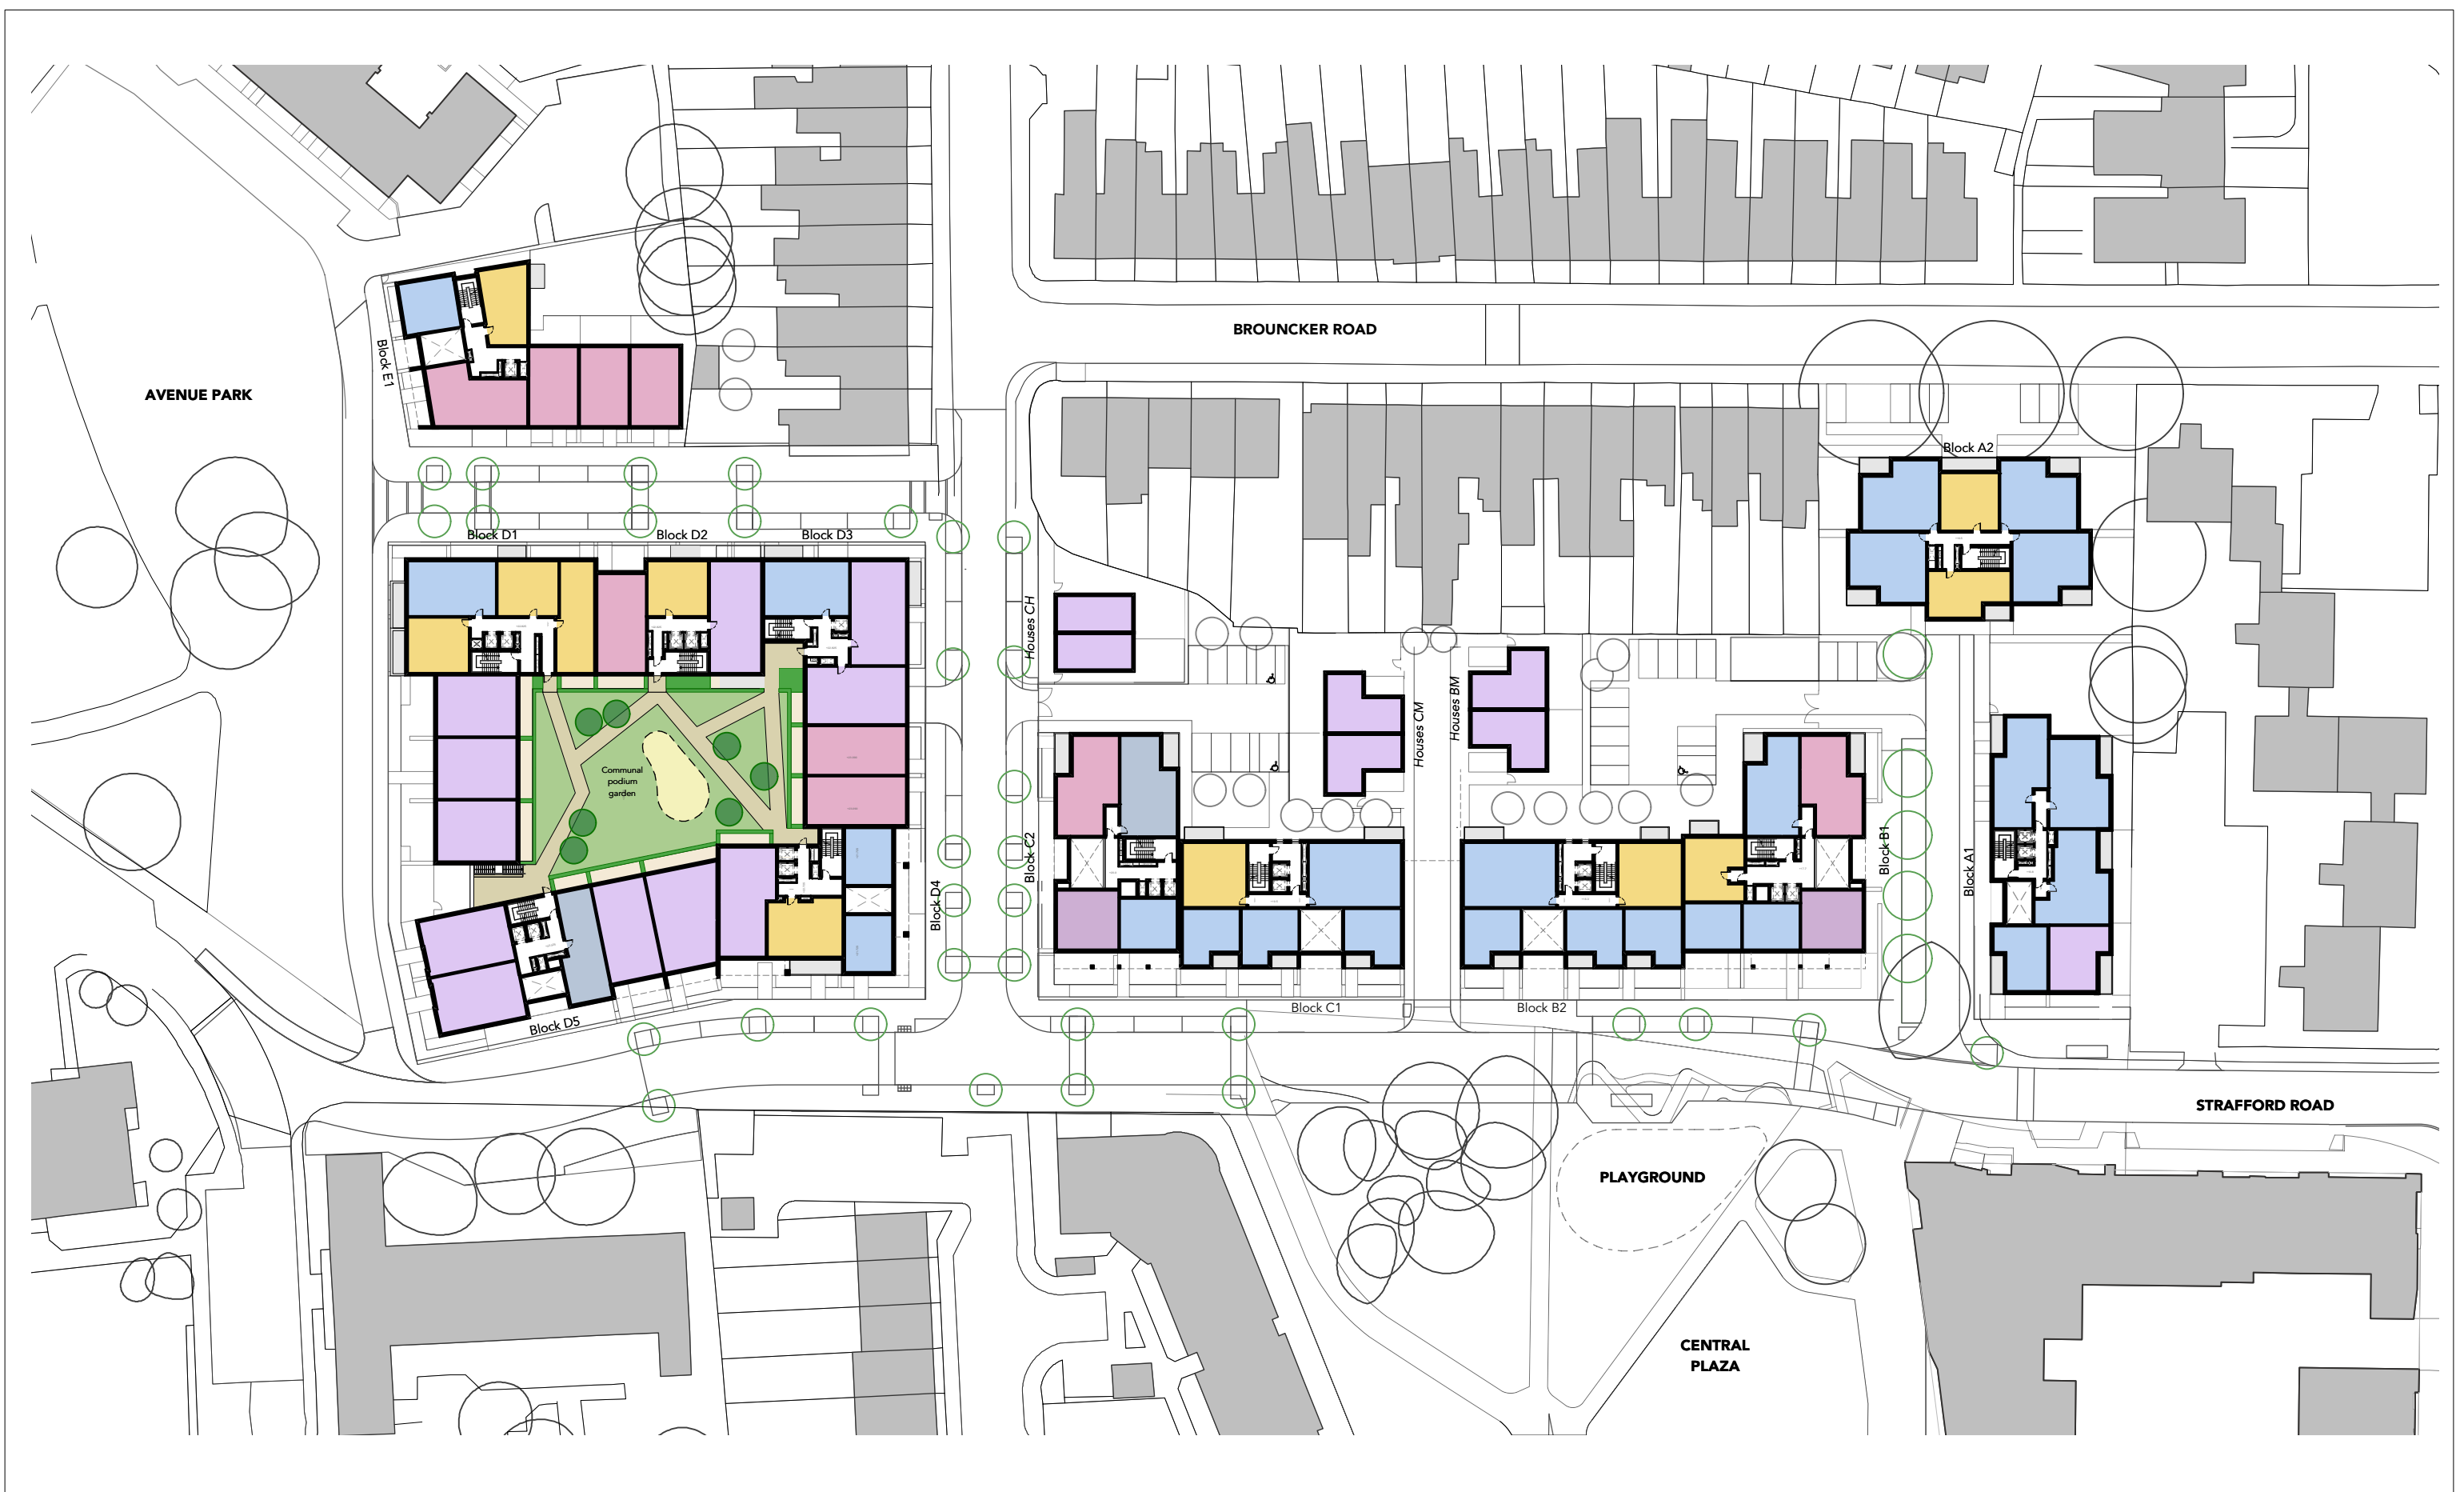 BROUNCKER ROAD
Block E1
AVENUE PARK
Block A2
Block D1
Block D2
Block D3
Houses CH
Houses CM
Houses BM
Communal
podium
garden
Block C2
Block B1
Block A1
Block D4
Block C1
Block B2
Block D5
STRAFFORD ROAD
PLAYGROUND
CENTRAL
PLAZA